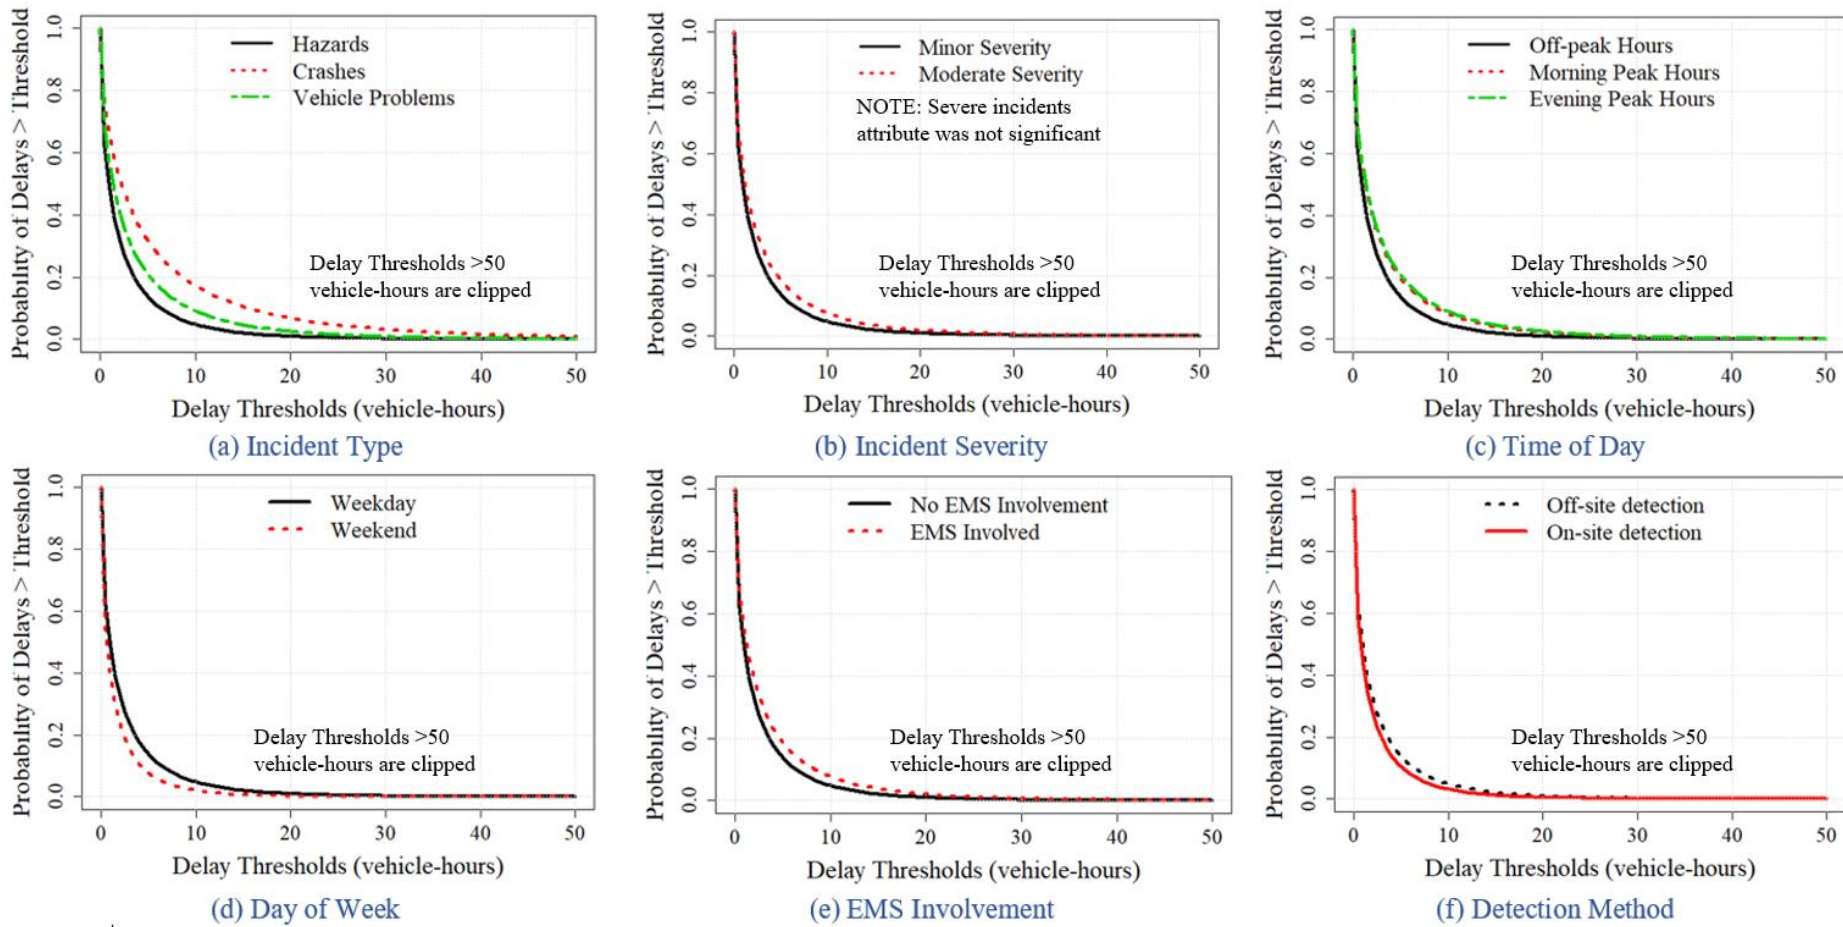 Probability of Delays > Threshold
1.0
0.8
0.6
0.4
0.2
0.0
Hazards
Crashes
Vehicle Problems
Delay Thresholds >50
vehicle-hours are clipped
0 10 20 30 40 50
Delay Thresholds (vehicle-hours)
(a) Incident Type
Probability of Delays > Threshold
1.0
0.8
0.6
0.4
0.2
0.0
Minor Severity
Moderate Severity
NOTE: Severe incidents
attribute was not significant
Delay Thresholds >50
vehicle-hours are clipped
0 10 20 30 40 50
Delay Thresholds (vehicle-hours)
(b) Incident Severity
Probability of Delays > Threshold
1.0
0.8
0.6
0.4
0.2
0.0
Off-peak Hours
Morning Peak Hours
Evening Peak Hours
Delay Thresholds >50
vehicle-hours are clipped
0 10 20 30 40 50
Delay Thresholds (vehicle-hours)
(c) Time of Day
Probability of Delays > Threshold
1.0
0.8
0.6
0.4
0.2
0.0
Weekday
Weekend
Delay Thresholds >50
vehicle-hours are clipped
0 10 20 30 40 50
Delay Thresholds (vehicle-hours)
(d) Day of Week
Probability of Delays > Threshold
1.0
0.8
0.6
0.4
0.2
0.0
No EMS Involvement
EMS Involved
Delay Thresholds >50
vehicle-hours are clipped
0 10 20 30 40 50
Delay Thresholds (vehicle-hours)
(e) EMS Involvement
Probability of Delays > Threshold
1.0
0.8
0.6
0.4
0.2
0.0
Off-site detection
On-site detection
Delay Thresholds >50
vehicle-hours are clipped
0 10 20 30 40 50
Delay Thresholds (vehicle-hours)
(f) Detection Method